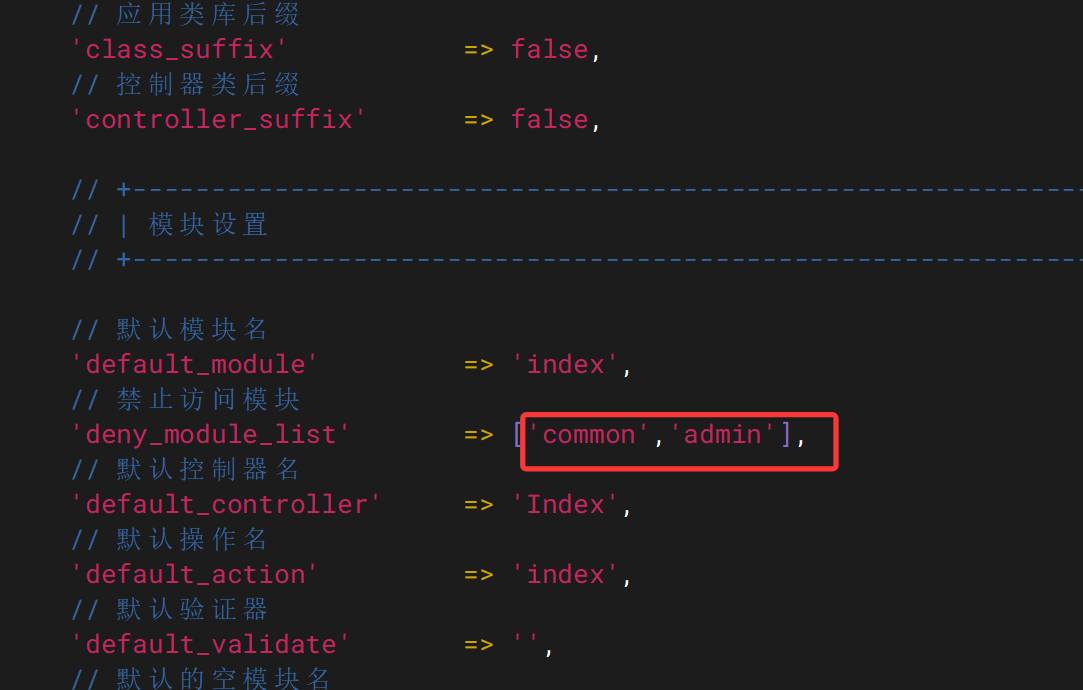 // 应用类库后缀
'class_suffix' => false,
// 控制器类后缀
'controller_suffix' => false,
// +-------------------------------------------------------------
// | 模块设置
// +-------------------------------------------------------------
// 默认模块名
'default_module' => 'index',
// 禁止访问模块
'deny_module_list' => ['common','admin'],
// 默认控制器名
'default_controller' => 'Index',
// 默认操作名
'default_action' => 'index',
// 默认验证器
'default_validate' => '',
// 默认的空模块名